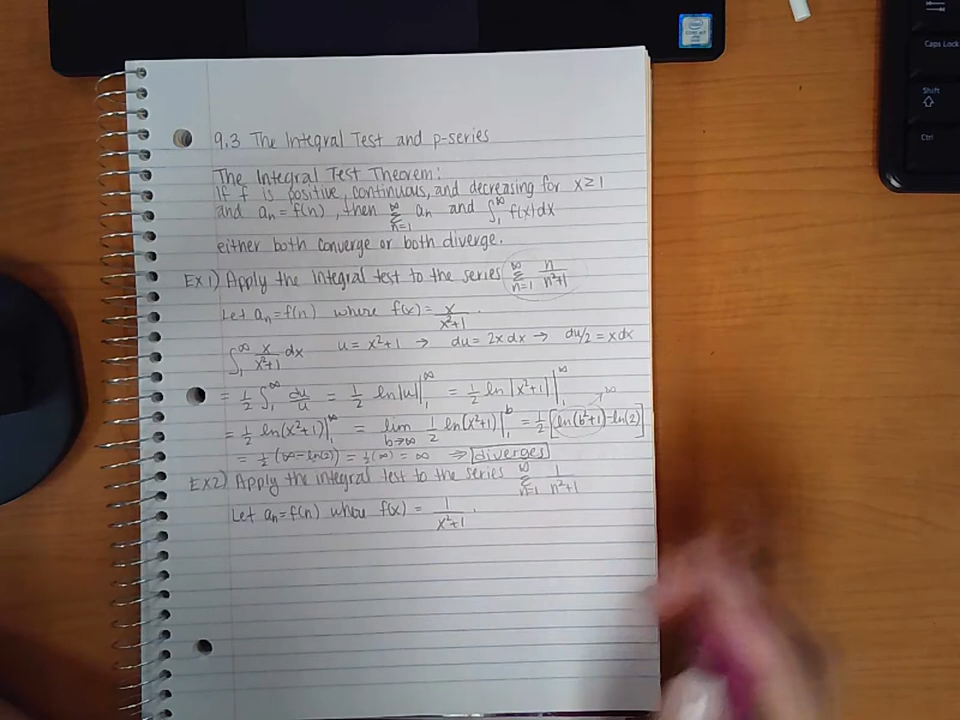 9.3 The Integral Test and p-series
The Integral Test Theorem:
If f is positive, continuous, and decreasing for x≥1
and aₙ = f(n), then ∑_{n=1}^{∞} aₙ and ∫₁^∞ f(x)dx
either both converge or both diverge.
Ex 1) Apply the integral test to the series ∑_{n=1}^{∞} n/(n²+1)
Let aₙ = f(n) where f(x) = x/(x²+1).
∫₁^∞ x/(x²+1) dx u = x²+1 → du = 2x dx → du/2 = x dx
= 1/2 ∫₁^∞ du/u = 1/2 ln|u| |₁^∞ = 1/2 ln|x²+1| |₁^∞
= 1/2 ln(x²+1)|₁^∞ = lim_{b→∞} 1/2 ln(x²+1)|₁^b = 1/2 [ln(b²+1) - ln(2)] ∞
= 1/2 (∞ - ln(2)) = 1/2 (∞) = ∞ ⇒ diverges
Ex 2) Apply the integral test to the series ∑_{n=1}^{∞} 1/(n²+1)
Let aₙ = f(n) where f(x) = 1/(x²+1).
Caps Lock
Shift
Ctrl
intel